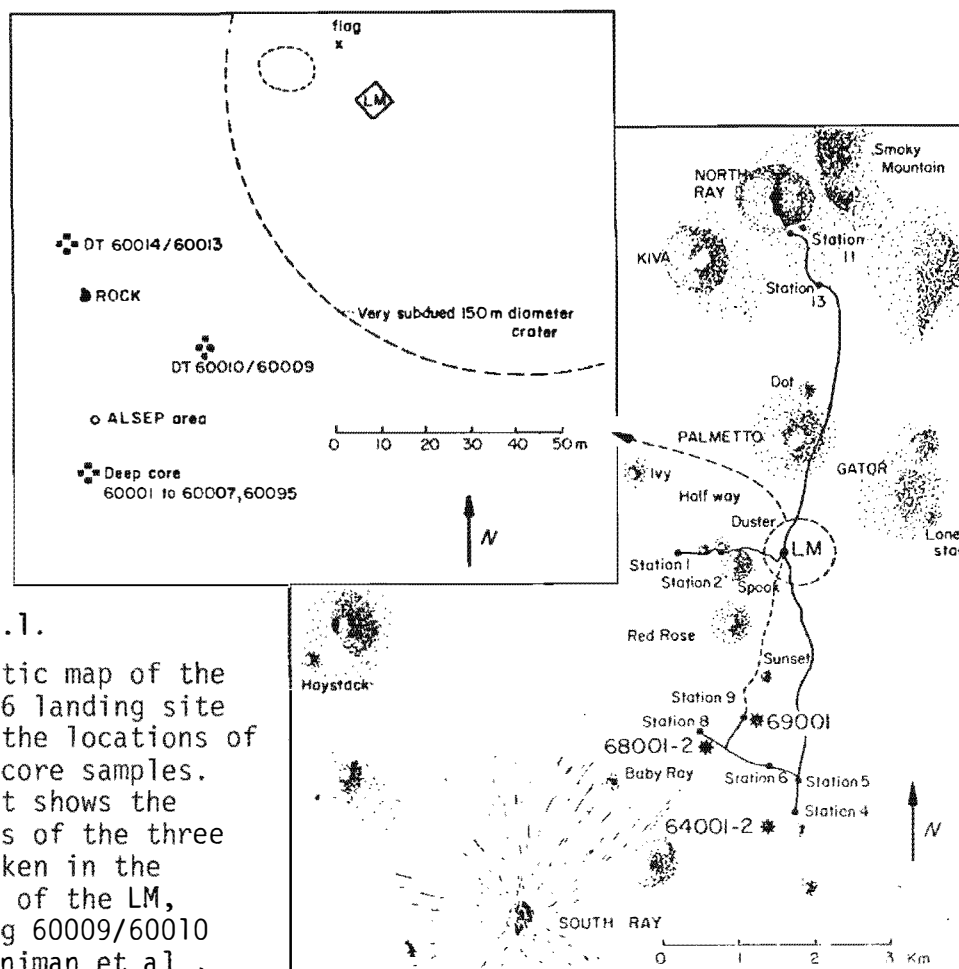 flag
x
LM
DT 60014/60013
ROCK
Very subdued 150m diameter
crater
DT 60010/60009
ALSEP area
0 10 20 30 40 50 m
Deep core
60001 to 60007,60095
N
Smoky
Mountain
NORTH
RAY
Station
11
KIVA
Station
13
Dot
PALMETTO
GATOR
Ivy
Half way
Duster
LM
Station 1
Station 2
Spook
Red Rose
Sunset
Haystack
Station 9
69001
Station 8
68001-2
Baby Ray
Station 6
Station 5
64001-2
Station 4
N
SOUTH RAY
0 1 2 3 Km
.1.
tic map of the
6 landing site
the locations of
core samples.
t shows the
s of the three
ken in the
of the LM,
g 60009/60010
niman et al.,